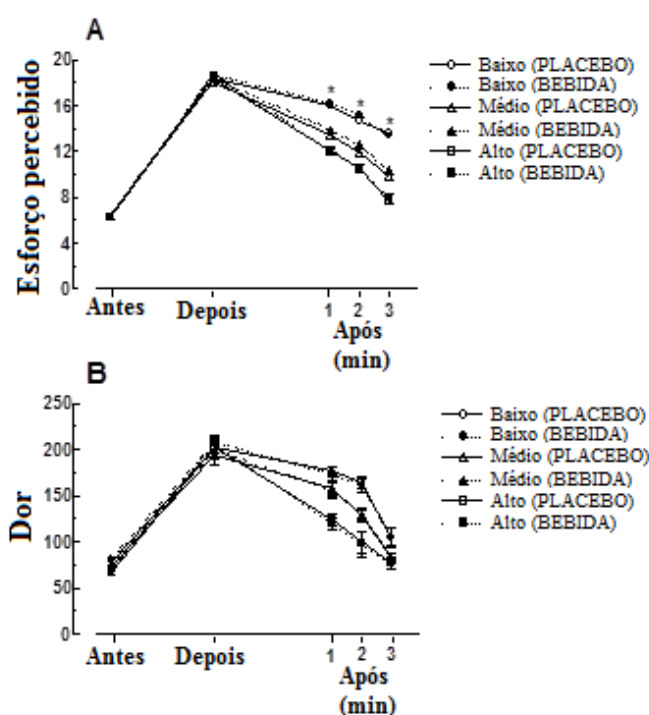 A
Esforço percebido
20
16
12
8
4
0
* * *
Antes
Depois
1 2 3
Após
(min)
Baixo (PLACEBO)
Baixo (BEBIDA)
Médio (PLACEBO)
Médio (BEBIDA)
Alto (PLACEBO)
Alto (BEBIDA)
B
Dor
250
200
150
100
50
0
Antes
Depois
1 2 3
Após
(min)
Baixo (PLACEBO)
Baixo (BEBIDA)
Médio (PLACEBO)
Médio (BEBIDA)
Alto (PLACEBO)
Alto (BEBIDA)